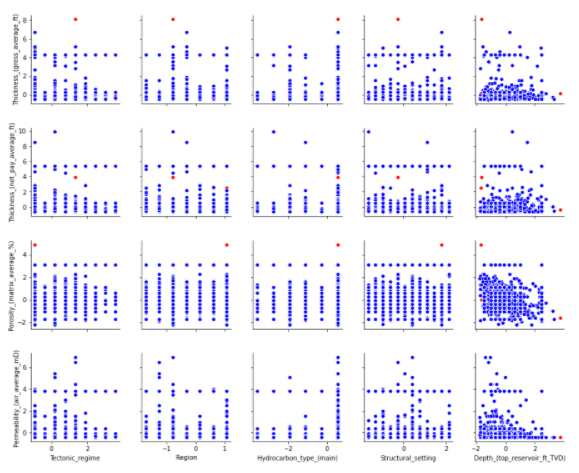 Thickness_(gross_average_ft)
8
6
4
2
0
Thickness_(net_pay_average_ft)
10
8
6
4
2
0
Porosity_(matrix_average_%)
4
2
0
−2
Permeability_(air_average_mD)
6
4
2
0
0 2
−1 0 1
−2 −1 0
0 2
−2 0 2
Tectonic_regime
Region
Hydrocarbon_type_(main)
Structural_setting
Depth_(top_reservoir_ft_TVD)